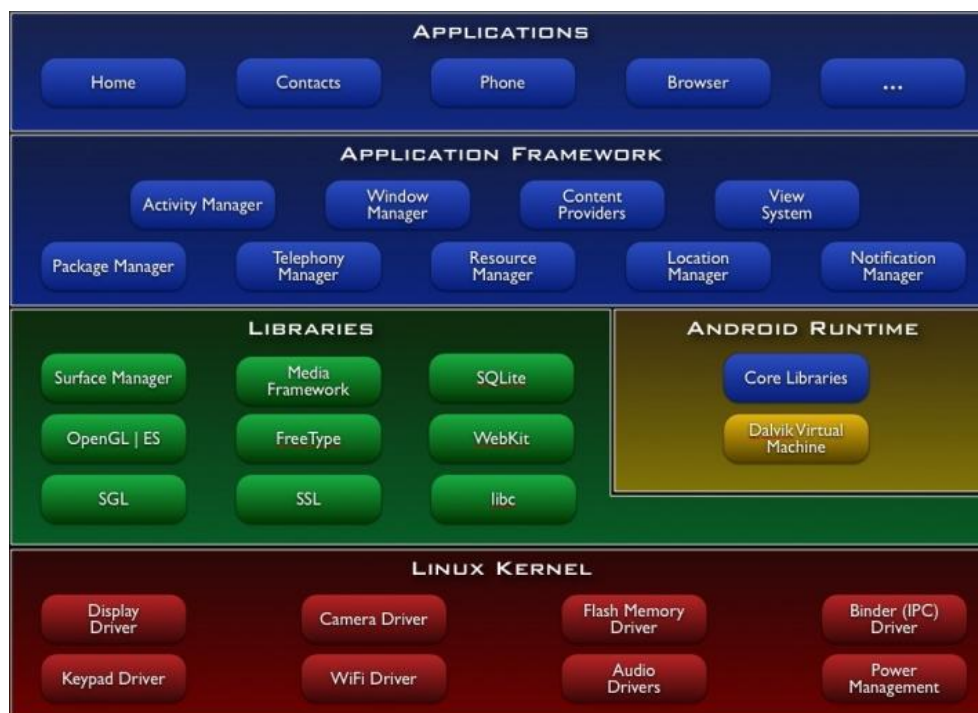 APPLICATIONS
Home
Contacts
Phone
Browser
...
APPLICATION FRAMEWORK
Activity Manager
Window
Manager
Content
Providers
View
System
Package Manager
Telephony
Manager
Resource
Manager
Location
Manager
Notification
Manager
LIBRARIES
Surface Manager
Media
Framework
SQLite
OpenGL | ES
FreeType
WebKit
SGL
SSL
libc
ANDROID RUNTIME
Core Libraries
Dalvik Virtual
Machine
LINUX KERNEL
Display
Driver
Camera Driver
Flash Memory
Driver
Binder (IPC)
Driver
Keypad Driver
WiFi Driver
Audio
Drivers
Power
Management